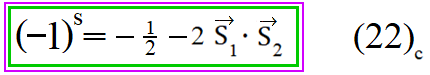 (−1)ˢ = − ½ − 2 S⃗₁ · S⃗₂ (22)c